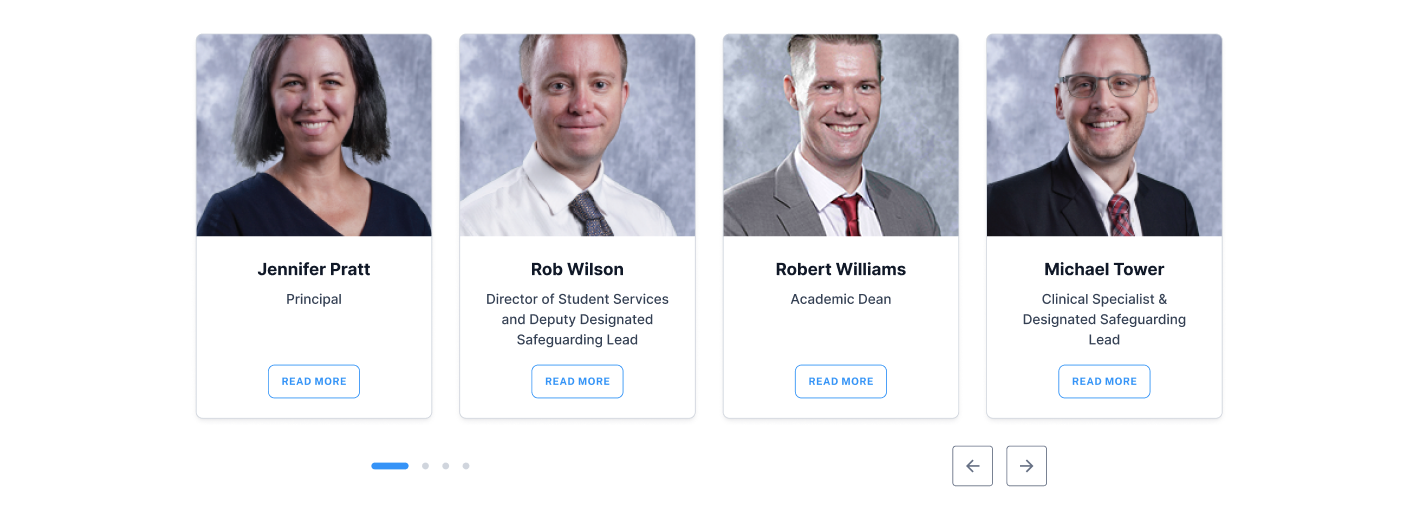 Jennifer Pratt
Principal
READ MORE
Rob Wilson
Director of Student Services
and Deputy Designated
Safeguarding Lead
READ MORE
Robert Williams
Academic Dean
READ MORE
Michael Tower
Clinical Specialist &
Designated Safeguarding
Lead
READ MORE